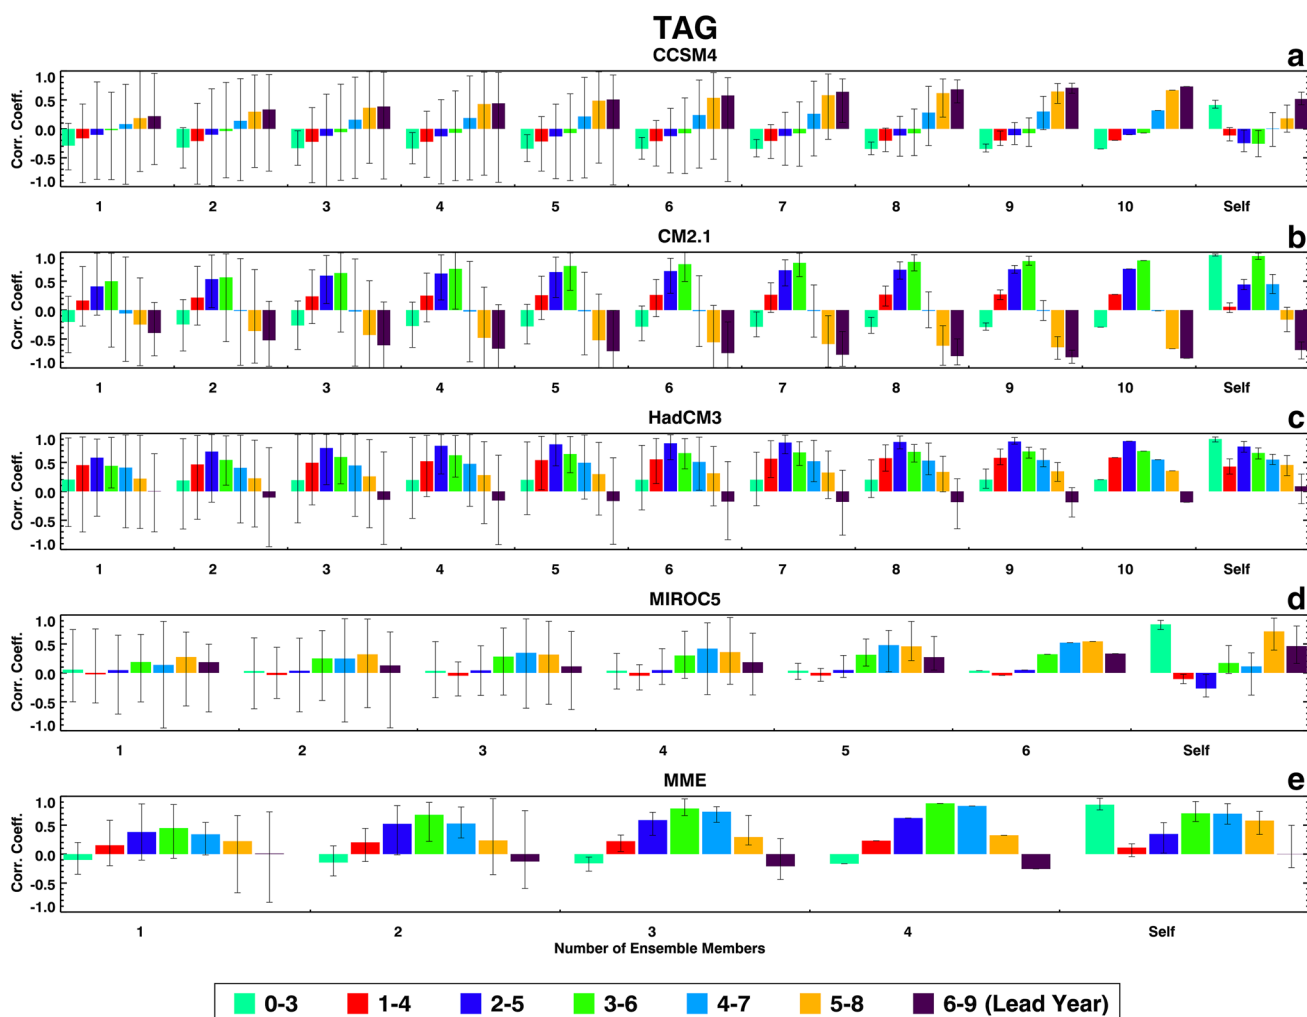 TAG
CCSM4
a
Corr. Coeff.
1.0
0.5
0.0
-0.5
-1.0
1 2 3 4 5 6 7 8 9 10 Self
CM2.1
b
Corr. Coeff.
1.0
0.5
0.0
-0.5
-1.0
1 2 3 4 5 6 7 8 9 10 Self
HadCM3
c
Corr. Coeff.
1.0
0.5
0.0
-0.5
-1.0
1 2 3 4 5 6 7 8 9 10 Self
MIROC5
d
Corr. Coeff.
1.0
0.5
0.0
-0.5
-1.0
1 2 3 4 5 6 Self
MME
e
Corr. Coeff.
1.0
0.5
0.0
-0.5
-1.0
1 2 3 4 Self
Number of Ensemble Members
0-3 1-4 2-5 3-6 4-7 5-8 6-9 (Lead Year)